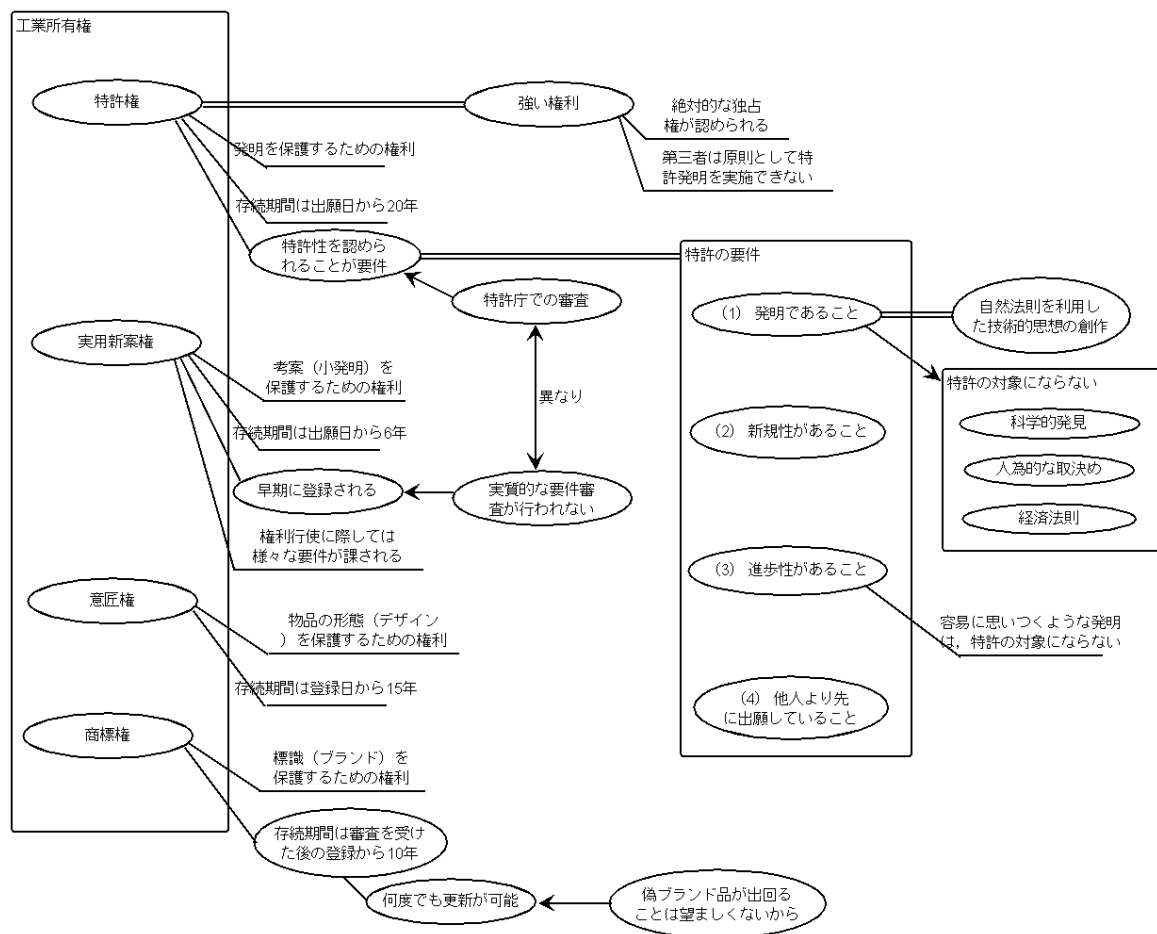 工業所有権
特許権
強い権利
絶対的な独占
権が認められる
第三者は原則として特
許発明を実施できない
発明を保護するための権利
存続期間は出願日から20年
特許性を認めら
れることが要件
特許庁での審査
実用新案権
考案（小発明）を
保護するための権利
存続期間は出願日から6年
早期に登録される
異なり
実質的な要件審
査が行われない
権利行使に際しては
様々な要件が課される
意匠権
物品の形態（デザイン
）を保護するための権利
存続期間は登録日から15年
商標権
標識（ブランド）を
保護するための権利
存続期間は審査を受け
た後の登録から10年
何度でも更新が可能
偽ブランド品が出回る
ことは望ましくないから
特許の要件
(1) 発明であること
自然法則を利用し
た技術的思想の創作
特許の対象にならない
科学的発見
人為的な取決め
経済法則
(2) 新規性があること
(3) 進歩性があること
容易に思いつくような発明
は，特許の対象にならない
(4) 他人より先
に出願していること